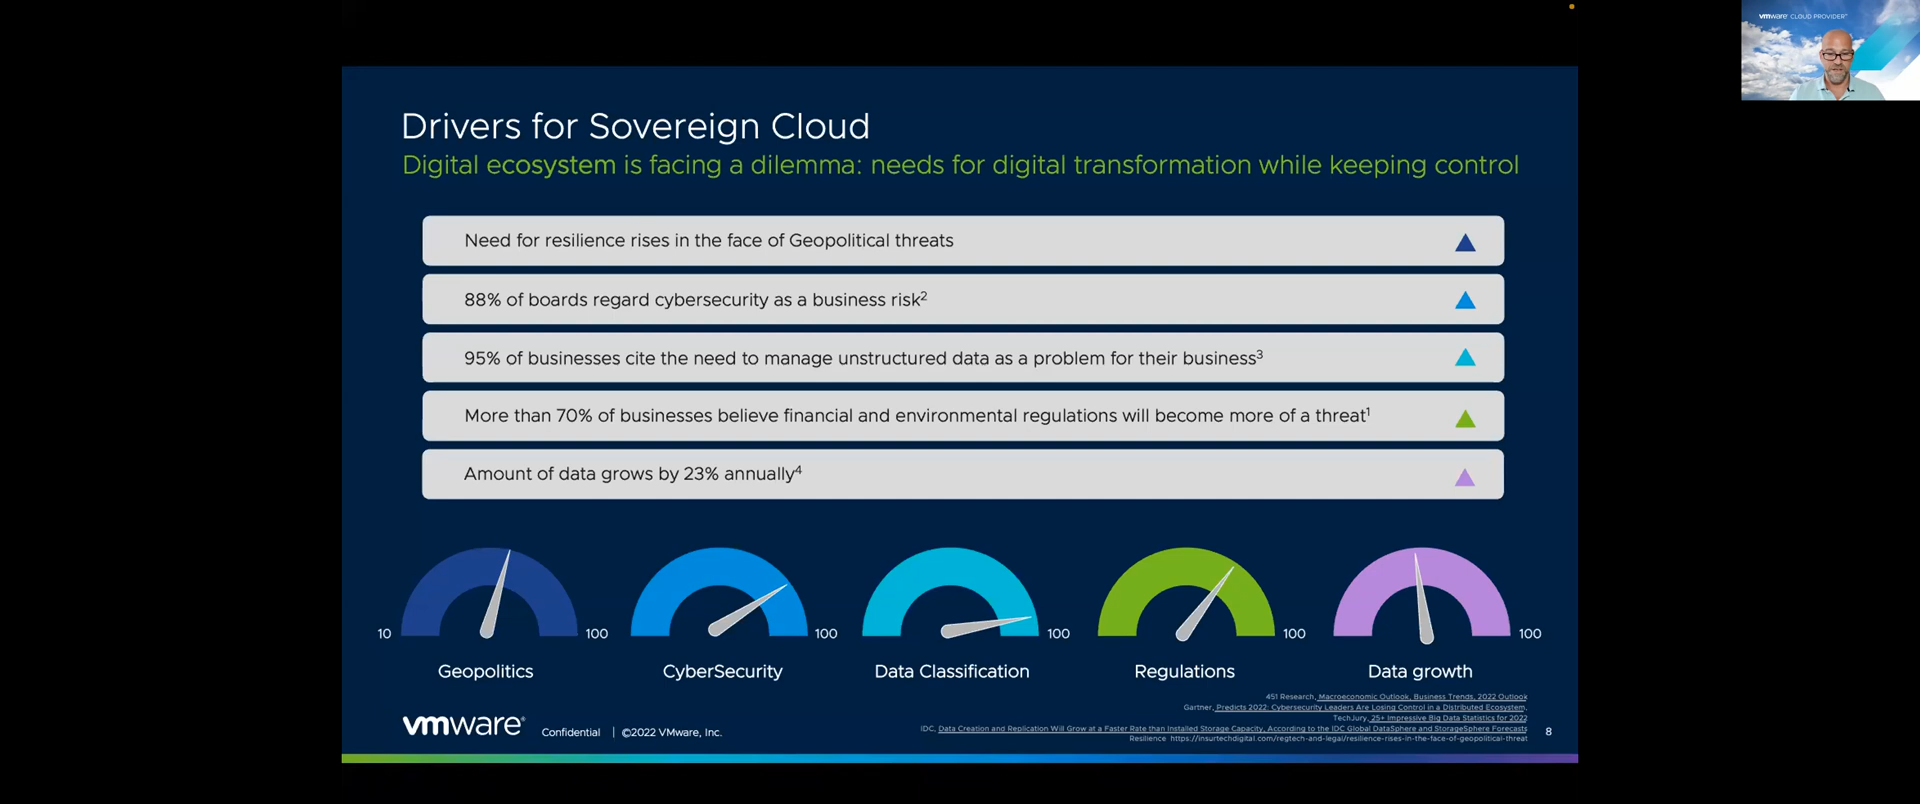 vmware CLOUD PROVIDER™
Drivers for Sovereign Cloud
Digital ecosystem is facing a dilemma: needs for digital transformation while keeping control
Need for resilience rises in the face of Geopolitical threats
88% of boards regard cybersecurity as a business risk²
95% of businesses cite the need to manage unstructured data as a problem for their business³
More than 70% of businesses believe financial and environmental regulations will become more of a threat¹
Amount of data grows by 23% annually⁴
10 100 100 100 100 100
Geopolitics CyberSecurity Data Classification Regulations Data growth
451 Research, Macroeconomic Outlook, Business Trends, 2022 Outlook
Gartner, Predicts 2022: Cybersecurity Leaders Are Losing Control in a Distributed Ecosystem,
TechJury, 25+ Impressive Big Data Statistics for 2022
IDC, Data Creation and Replication Will Grow at a Faster Rate than Installed Storage Capacity, According to the IDC Global DataSphere and StorageSphere Forecasts
Resilience https://insurtechdigital.com/regtech-and-legal/resilience-rises-in-the-face-of-geopolitical-threat
vmware® Confidential | ©2022 VMware, Inc. 8